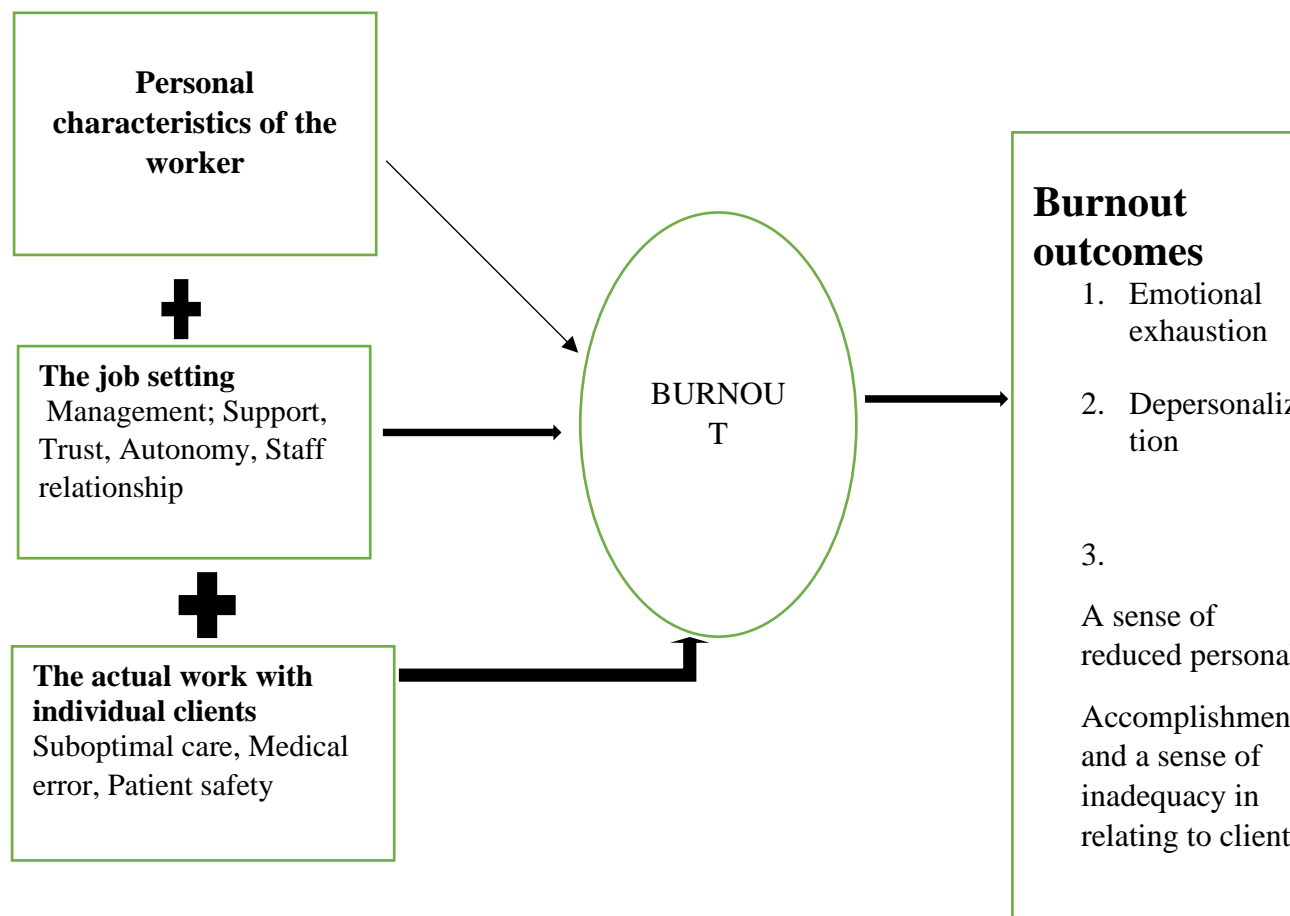 Personal
characteristics of the
worker
The job setting
Management; Support,
Trust, Autonomy, Staff
relationship
The actual work with
individual clients
Suboptimal care, Medical
error, Patient safety
BURNOU
T
Burnout
outcomes
1. Emotional
exhaustion
2. Depersonaliz
tion
3.
A sense of
reduced persona
Accomplishmen
and a sense of
inadequacy in
relating to client